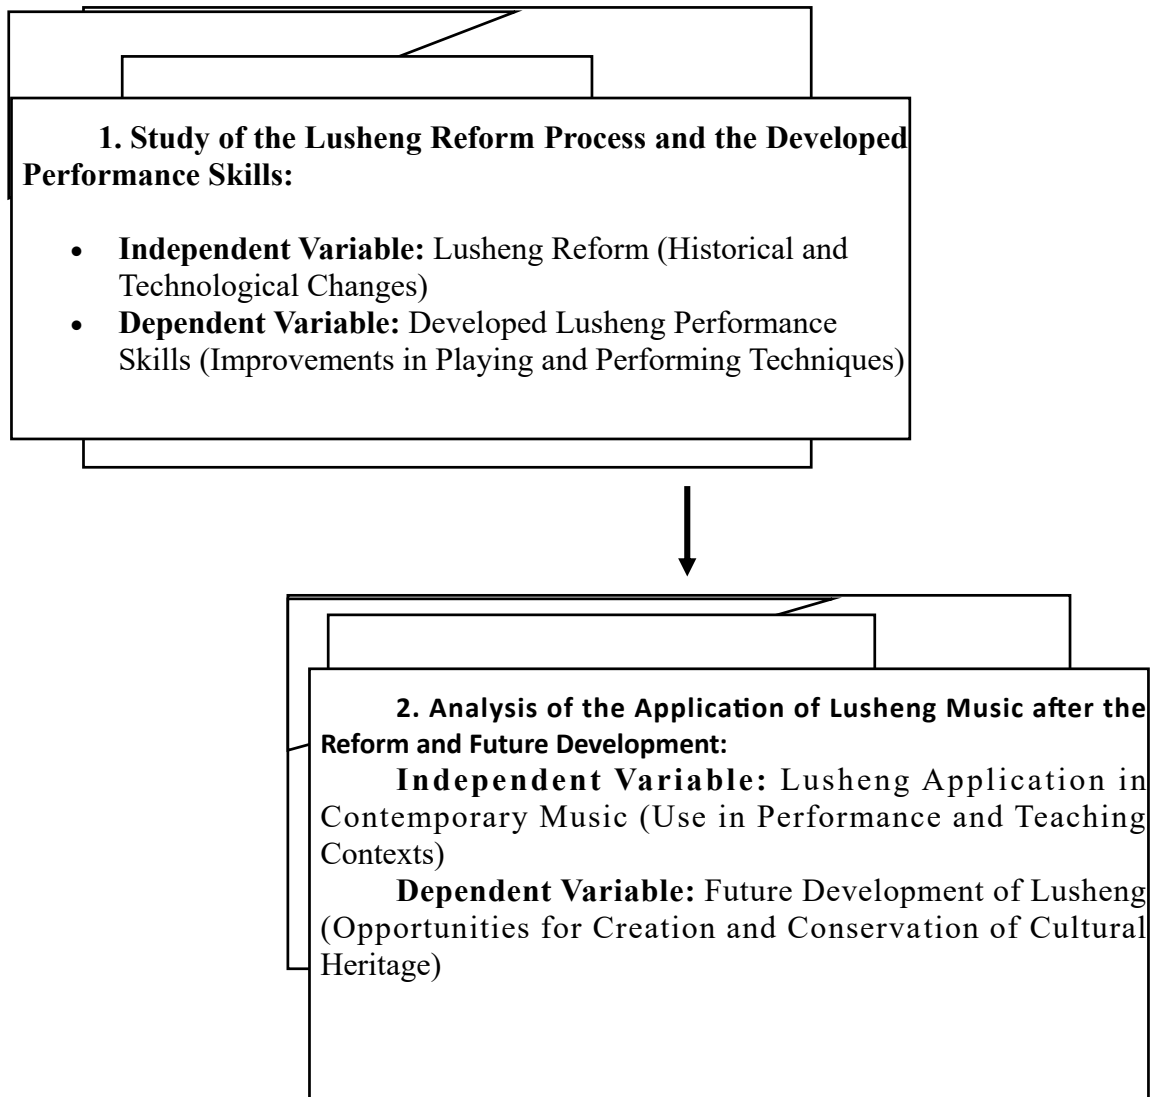 1. Study of the Lusheng Reform Process and the Developed
Performance Skills:
• Independent Variable: Lusheng Reform (Historical and
Technological Changes)
• Dependent Variable: Developed Lusheng Performance
Skills (Improvements in Playing and Performing Techniques)
2. Analysis of the Application of Lusheng Music after the
Reform and Future Development:
Independent Variable: Lusheng Application in
Contemporary Music (Use in Performance and Teaching
Contexts)
Dependent Variable: Future Development of Lusheng
(Opportunities for Creation and Conservation of Cultural
Heritage)